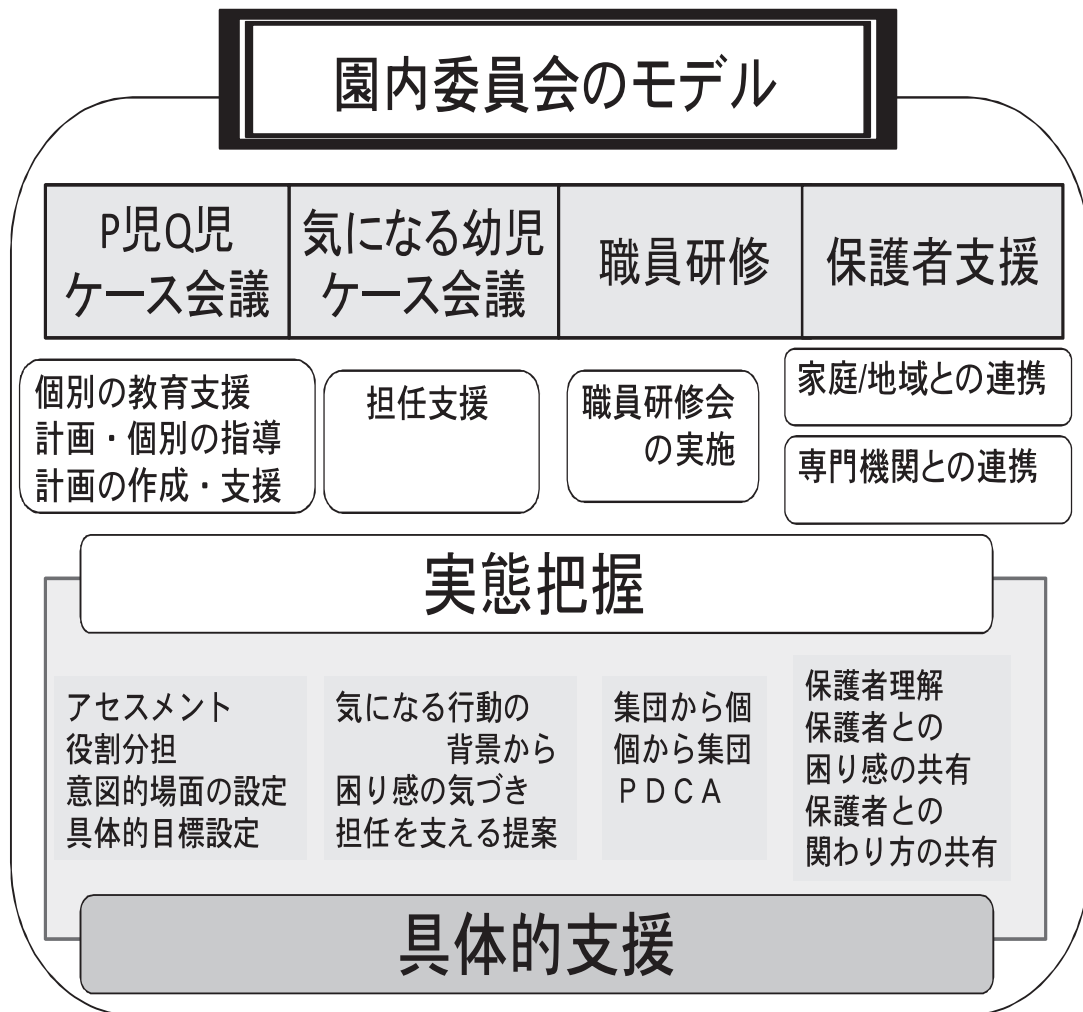 園内委員会のモデル
P児Q児
ケース会議
気になる幼児
ケース会議
職員研修
保護者支援
個別の教育支援
計画・個別の指導
計画の作成・支援
担任支援
職員研修会
の実施
家庭/地域との連携
専門機関との連携
実態把握
アセスメント
役割分担
意図的場面の設定
具体的目標設定
気になる行動の
背景から
困り感の気づき
担任を支える提案
集団から個
個から集団
ＰＤＣＡ
保護者理解
保護者との
困り感の共有
保護者との
関わり方の共有
具体的支援